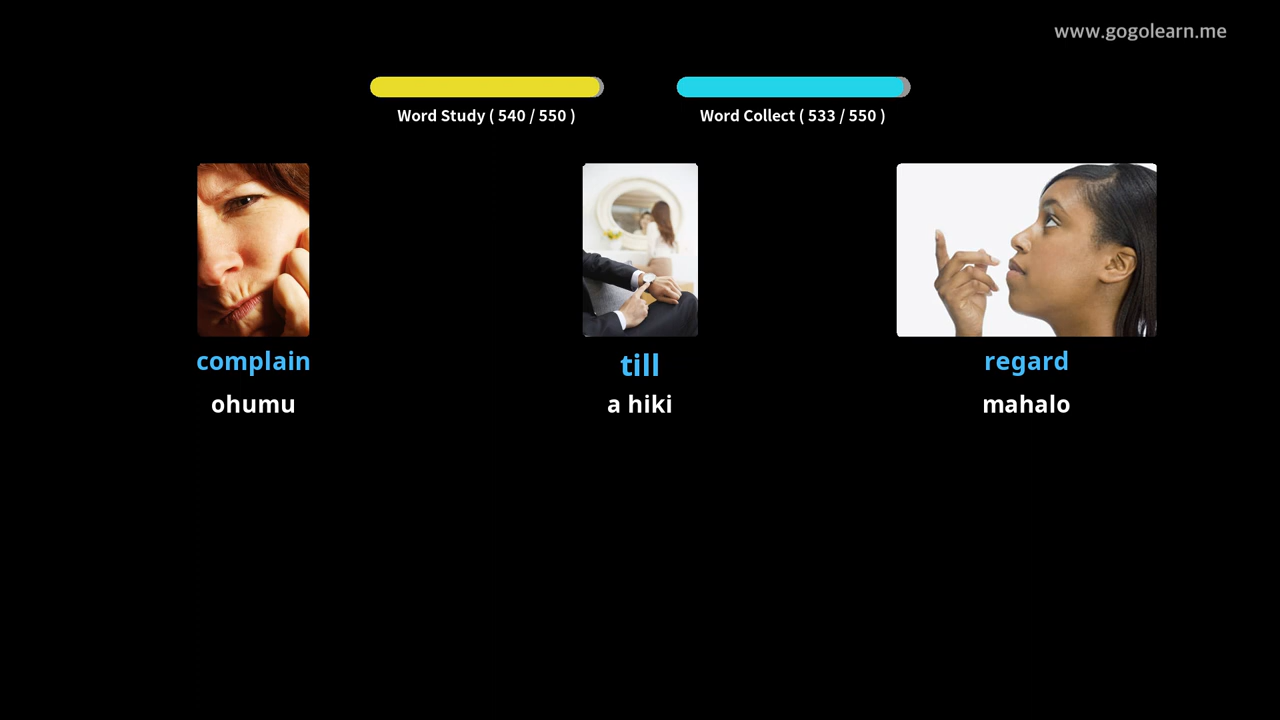 www.gogolearn.me
Word Study ( 540 / 550 )
Word Collect ( 533 / 550 )
complain
till
regard
ohumu
a hiki
mahalo